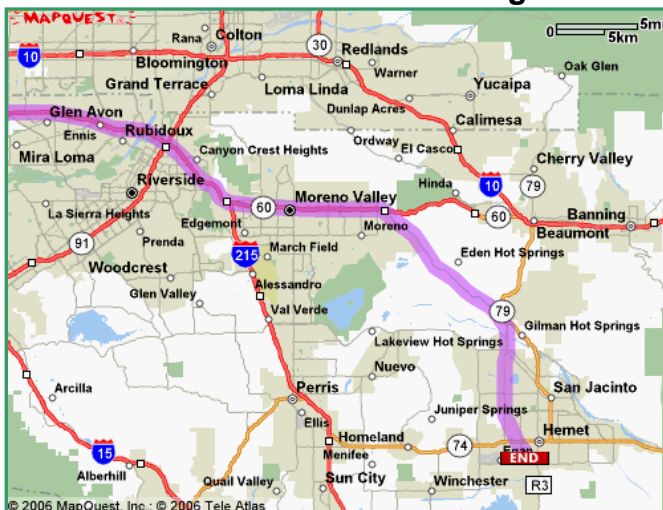 MAPQUEST
0 5m
5km
Rana
Colton
30
Redlands
10
Bloomington
Warner
Oak Glen
Grand Terrace
Loma Linda
Yucaipa
Dunlap Acres
Glen Avon
Calimesa
Ennis
Rubidoux
Ordway
El Casco
Mira Loma
Canyon Crest Heights
Cherry Valley
Riverside
Hinda
10
79
Moreno Valley
60
60
Banning
La Sierra Heights
Edgemont
Moreno
Beaumont
91
Prenda
March Field
Eden Hot Springs
Woodcrest
215
Alessandro
Glen Valley
Val Verde
79
Gilman Hot Springs
Lakeview Hot Springs
Nuevo
Arcilla
Perris
San Jacinto
Ellis
Juniper Springs
Hemet
Homeland
74
15
Menifee
Egan
END
Alberhill
Sun City
Quail Valley
Winchester
R3
© 2006 MapQuest, Inc.; © 2006 Tele Atlas